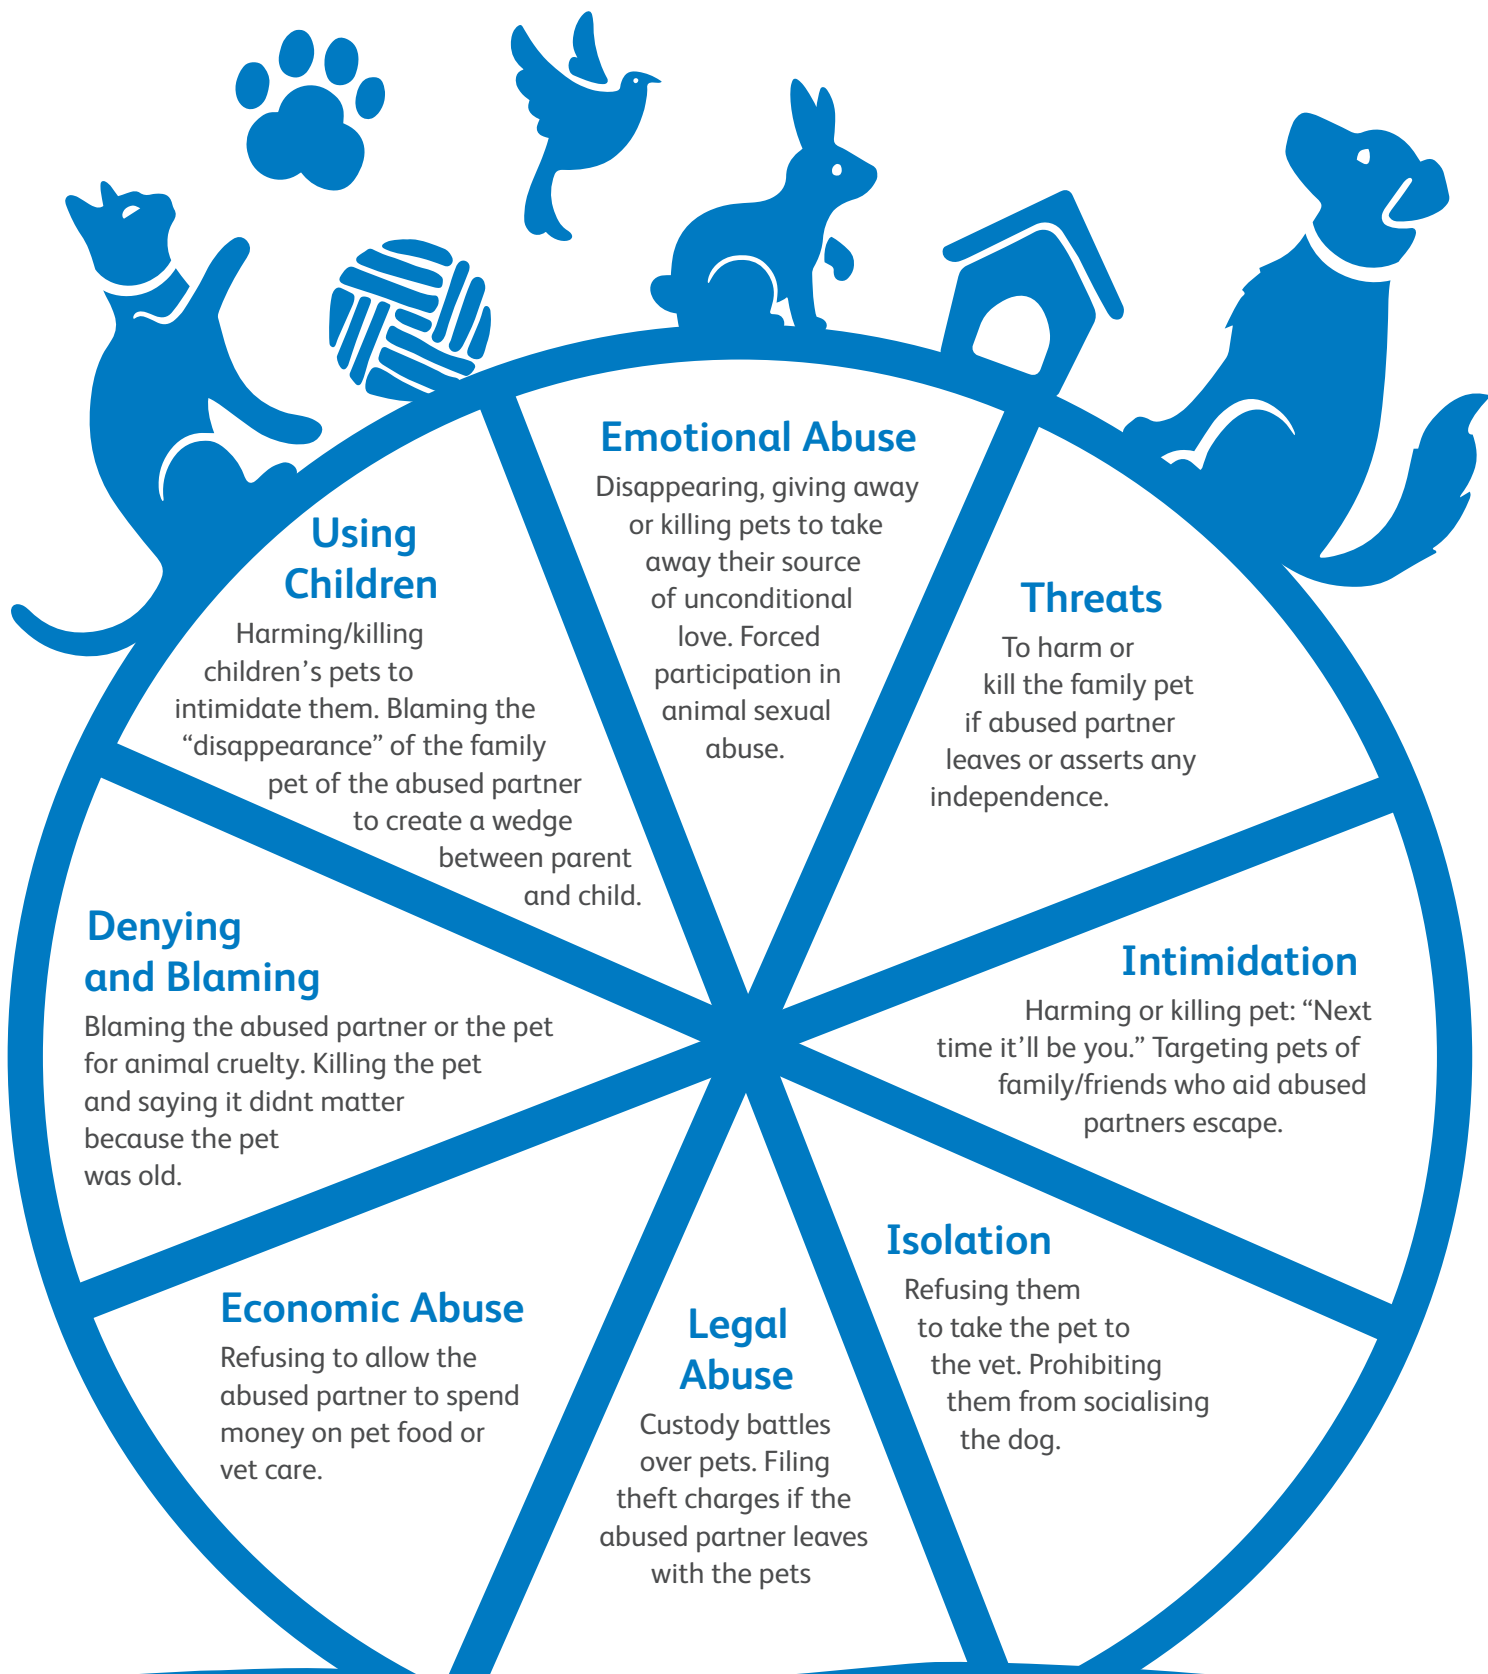 Emotional Abuse
Disappearing, giving away
or killing pets to take
away their source
of unconditional
love. Forced
participation in
animal sexual
abuse.
Threats
To harm or
kill the family pet
if abused partner
leaves or asserts any
independence.
Intimidation
Harming or killing pet: “Next
time it’ll be you.” Targeting pets of
family/friends who aid abused
partners escape.
Isolation
Refusing them
to take the pet to
the vet. Prohibiting
them from socialising
the dog.
Legal
Abuse
Custody battles
over pets. Filing
theft charges if the
abused partner leaves
with the pets
Economic Abuse
Refusing to allow the
abused partner to spend
money on pet food or
vet care.
Denying
and Blaming
Blaming the abused partner or the pet
for animal cruelty. Killing the pet
and saying it didnt matter
because the pet
was old.
Using
Children
Harming/killing
children’s pets to
intimidate them. Blaming the
“disappearance” of the family
pet of the abused partner
to create a wedge
between parent
and child.